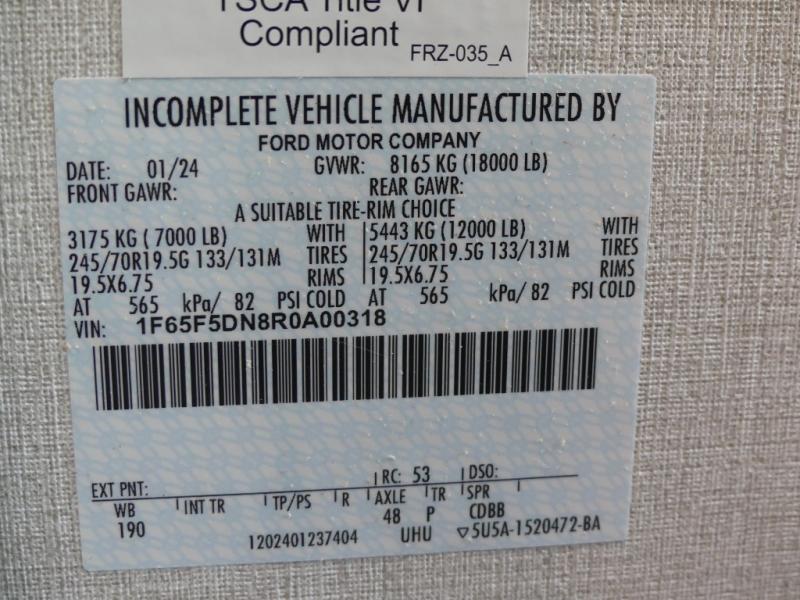 TSCA Title VI
Compliant
FRZ-035_A
INCOMPLETE VEHICLE MANUFACTURED BY
FORD MOTOR COMPANY
DATE: 01/24 GVWR: 8165 KG (18000 LB)
FRONT GAWR: REAR GAWR:
A SUITABLE TIRE-RIM CHOICE
3175 KG ( 7000 LB) WITH 5443 KG (12000 LB) WITH
245/70R19.5G 133/131M TIRES 245/70R19.5G 133/131M TIRES
19.5X6.75 RIMS 19.5X6.75 RIMS
AT 565 kPa/ 82 PSI COLD AT 565 kPa/ 82 PSI COLD
VIN: 1F65F5DN8R0A00318
RC: 53 DSO:
EXT PNT:
WB INT TR TP/PS R AXLE TR SPR
190 48 P CDBB
1202401237404 UHU ▽5U5A-1520472-BA